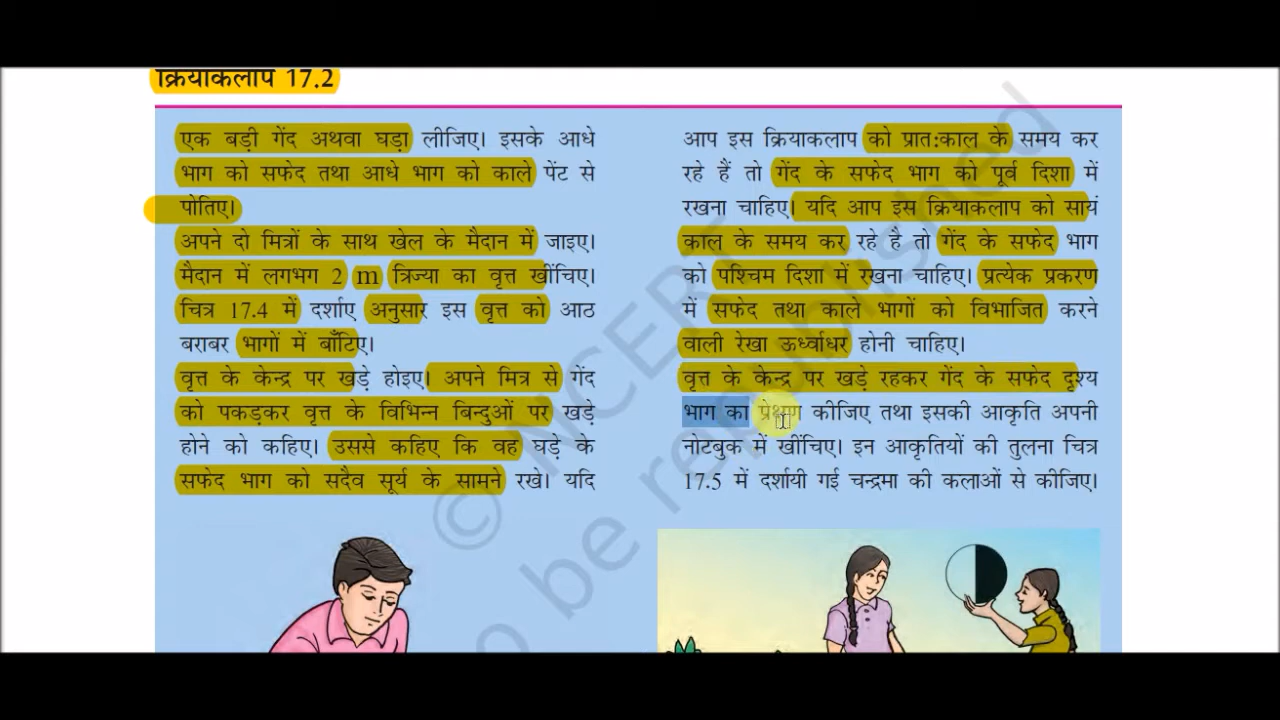 क्रियाकलाप 17.2
एक बड़ी गेंद अथवा घड़ा लीजिए। इसके आधे
भाग को सफेद तथा आधे भाग को काले पेंट से
पोतिए।
अपने दो मित्रों के साथ खेल के मैदान में जाइए।
मैदान में लगभग 2 m त्रिज्या का वृत्त खींचिए।
चित्र 17.4 में दर्शाए अनुसार इस वृत्त को आठ
बराबर भागों में बाँटिए।
वृत्त के केन्द्र पर खड़े होइए। अपने मित्र से गेंद
को पकड़कर वृत्त के विभिन्न बिन्दुओं पर खड़े
होने को कहिए। उससे कहिए कि वह घड़े के
सफेद भाग को सदैव सूर्य के सामने रखे। यदि
आप इस क्रियाकलाप को प्रात:काल के समय कर
रहे हैं तो गेंद के सफेद भाग को पूर्व दिशा में
रखना चाहिए। यदि आप इस क्रियाकलाप को सायं
काल के समय कर रहे हैं तो गेंद के सफेद भाग
को पश्चिम दिशा में रखना चाहिए। प्रत्येक प्रकरण
में सफेद तथा काले भागों को विभाजित करने
वाली रेखा ऊर्ध्वाधर होनी चाहिए।
वृत्त के केन्द्र पर खड़े रहकर गेंद के सफेद दृश्य
भाग का प्रेक्षण कीजिए तथा इसकी आकृति अपनी
नोटबुक में खींचिए। इन आकृतियों की तुलना चित्र
17.5 में दर्शायी गई चन्द्रमा की कलाओं से कीजिए।
© NCERT
o be republished